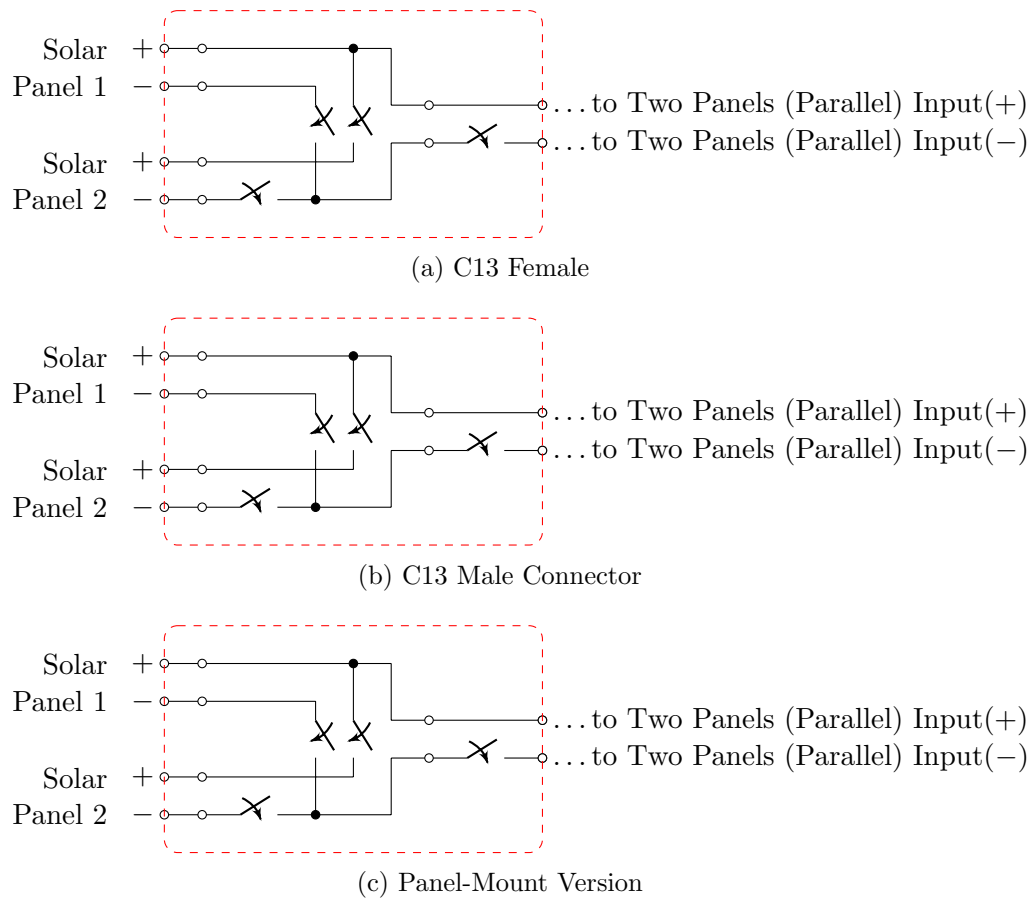 Solar +
Panel 1 −
Solar +
Panel 2 −
...to Two Panels (Parallel) Input(+)
...to Two Panels (Parallel) Input(−)
(a) C13 Female
Solar +
Panel 1 −
Solar +
Panel 2 −
...to Two Panels (Parallel) Input(+)
...to Two Panels (Parallel) Input(−)
(b) C13 Male Connector
Solar +
Panel 1 −
Solar +
Panel 2 −
...to Two Panels (Parallel) Input(+)
...to Two Panels (Parallel) Input(−)
(c) Panel-Mount Version